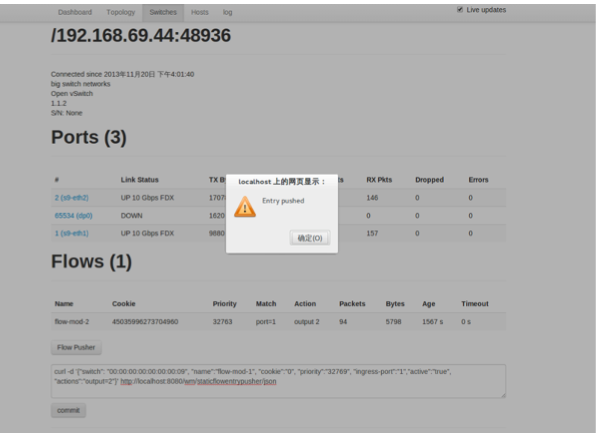 Dashboard Topology Switches Hosts log Live updates
/192.168.69.44:48936
Connected since 2013年11月20日 下午4:01:40
big switch networks
Open vSwitch
1.1.2
S/N: None
Ports (3)
# Link Status TX RX Pkts Dropped Errors
2 (s9-eth2) UP 10 Gbps FDX 146 0 0
65534 (dp0) DOWN 1620 0 0 0
1 (s9-eth1) UP 10 Gbps FDX 9880 157 0 0
localhost 上的网页显示：
Entry pushed
确定(O)
Flows (1)
Name Cookie Priority Match Action Packets Bytes Age Timeout
flow-mod-2 45035996273704960 32763 port=1 output 2 94 5798 1567 s 0 s
Flow Pusher
curl -d '{"switch": "00:00:00:00:00:00:00:09", "name":"flow-mod-1", "cookie":"0", "priority":"32769", "ingress-port":"1","active":"true",
"actions":"output=2"}' http://localhost:8080/wm/staticflowentrypusher/json
commit